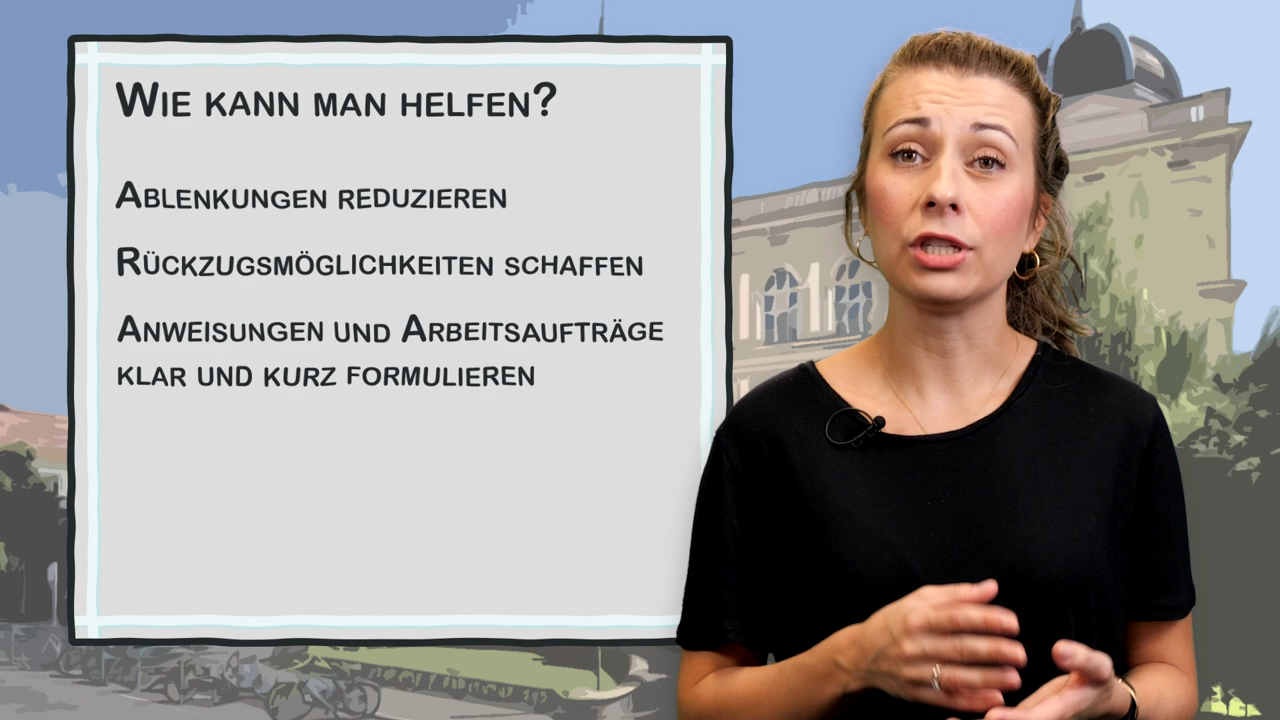 Wie kann man helfen?
Ablenkungen reduzieren
Rückzugsmöglichkeiten schaffen
Anweisungen und Arbeitsaufträge
klar und kurz formulieren